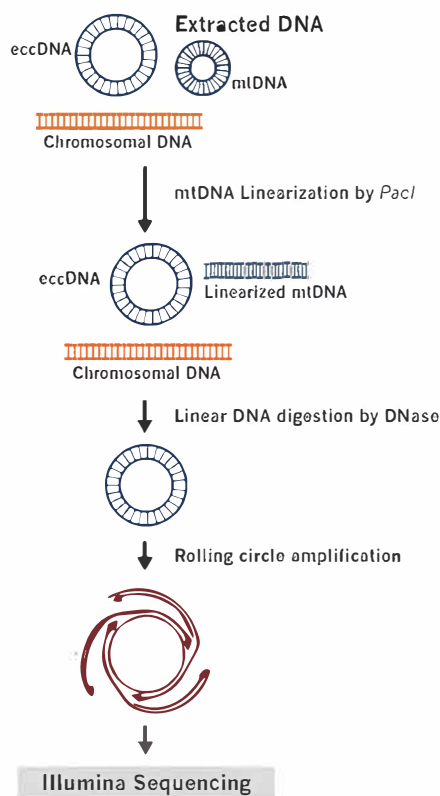 Extracted DNA
eccDNA
mtDNA
Chromosomal DNA
mtDNA Linearization by PacI
eccDNA
Linearized mtDNA
Chromosomal DNA
Linear DNA digestion by DNase
Rolling circle amplification
Illumina Sequencing